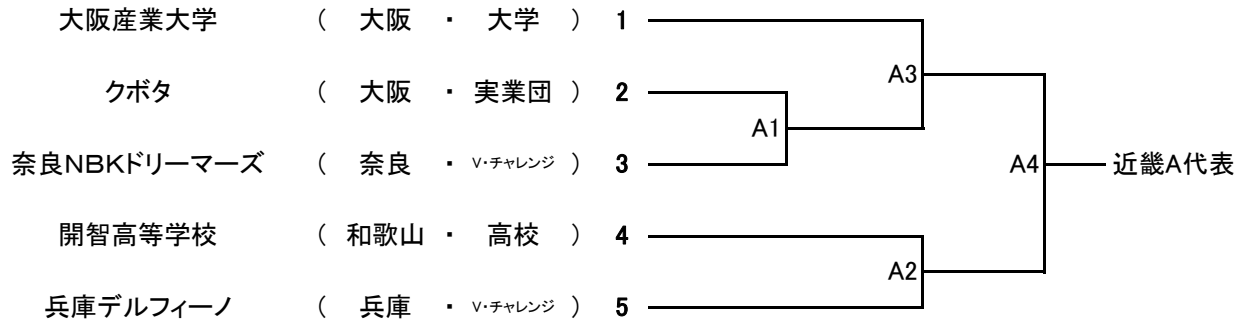 大阪産業大学 ( 大阪 ・ 大学 ) 1
A3
クボタ ( 大阪 ・ 実業団 ) 2
A1
奈良NBKドリーマーズ ( 奈良 ・ V・チャレンジ ) 3
A4 近畿A代表
開智高等学校 ( 和歌山 ・ 高校 ) 4
A2
兵庫デルフィーノ ( 兵庫 ・ V・チャレンジ ) 5